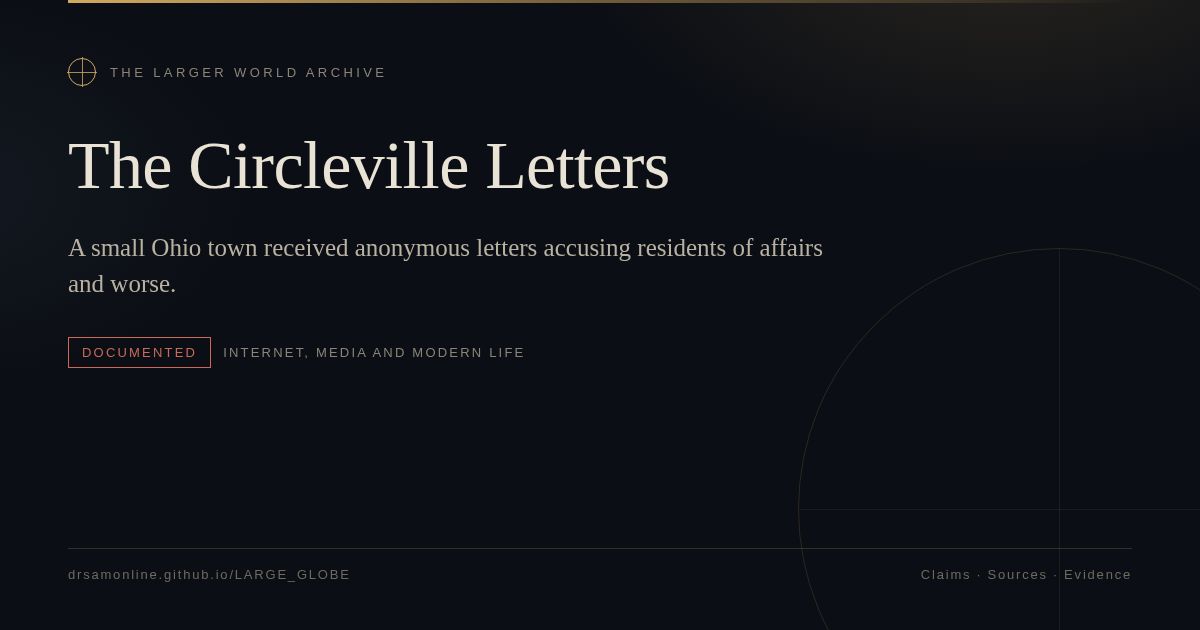 THE LARGER WORLD ARCHIVE
The Circleville Letters
A small Ohio town received anonymous letters accusing residents of affairs
and worse.
DOCUMENTED INTERNET, MEDIA AND MODERN LIFE
drsamonline.github.io/LARGE_GLOBE Claims · Sources · Evidence